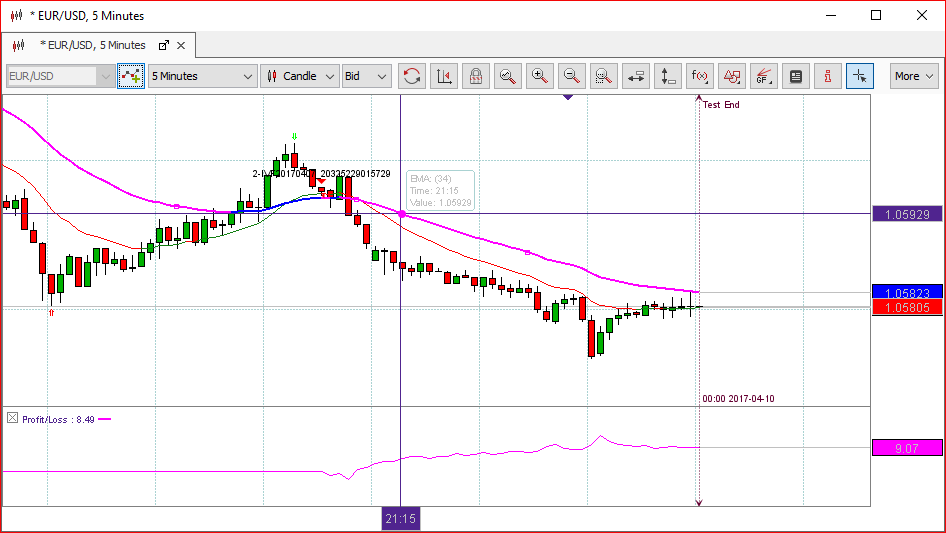 * EUR/USD, 5 Minutes
* EUR/USD, 5 Minutes
EUR/USD
5 Minutes
Candle
Bid
f(x)
GF
More
Test End
EMA: (34)
Time: 21:15
Value: 1.05929
1.05929
1.05823
1.05805
00:00 2017-04-10
Profit/Loss : 8.49
9.07
21:15